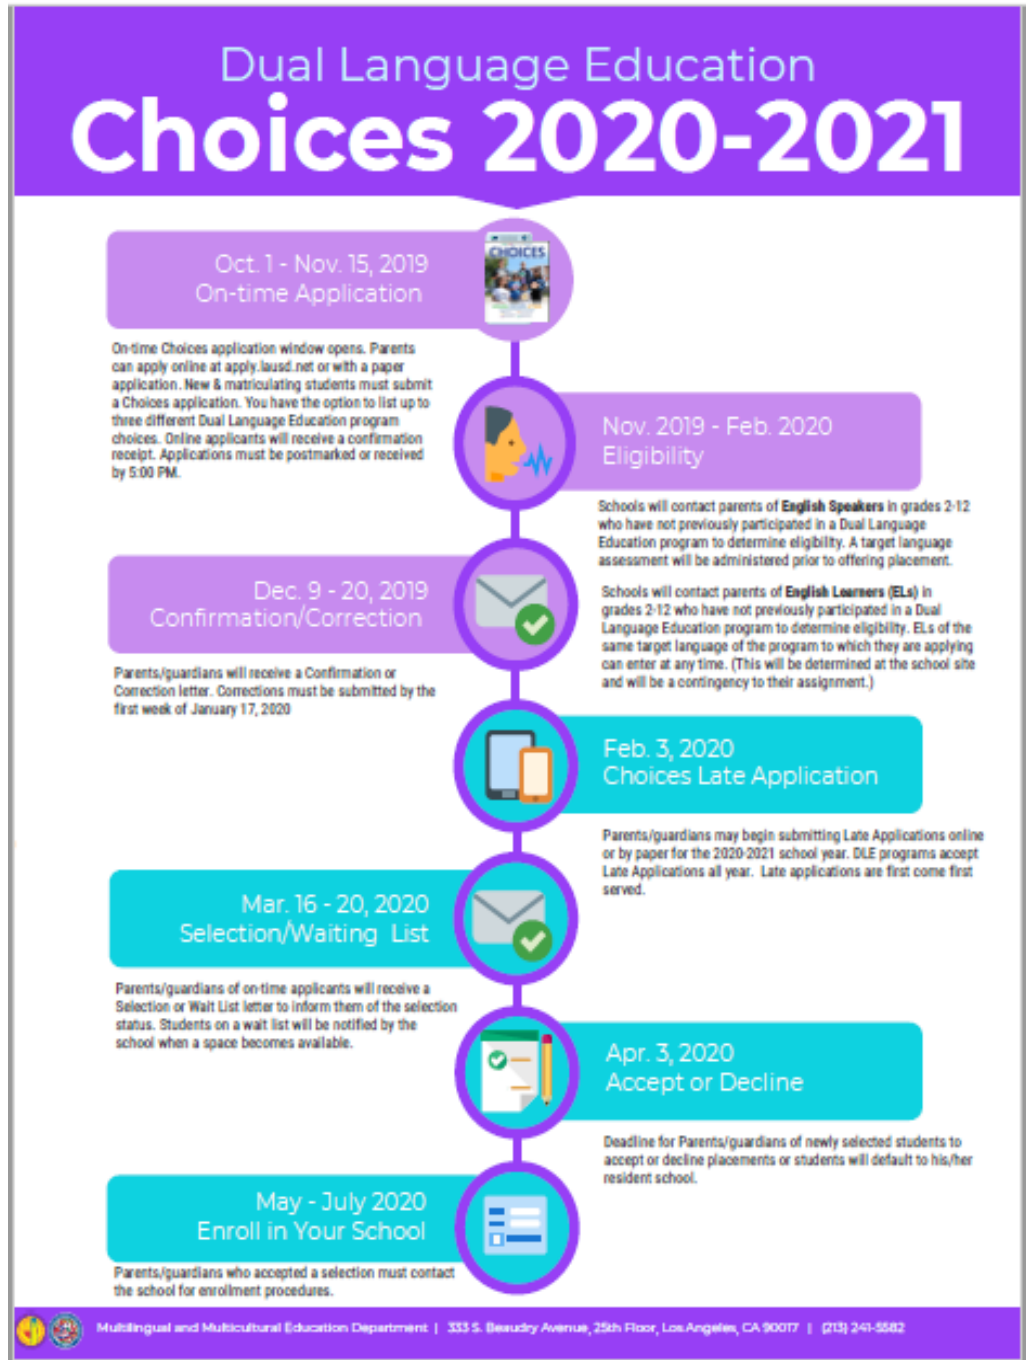 Dual Language Education
Choices 2020-2021
CHOICES
Oct. 1 - Nov. 15, 2019
On-time Application
On-time Choices application window opens. Parents
can apply online at apply.lausd.net or with a paper
application. New & matriculating students must submit
a Choices application. You have the option to list up to
three different Dual Language Education program
choices. Online applicants will receive a confirmation
receipt. Applications must be postmarked or received
by 5:00 PM.
Nov. 2019 - Feb. 2020
Eligibility
Schools will contact parents of English Speakers in grades 2-12
who have not previously participated in a Dual Language
Education program to determine eligibility. A target language
assessment will be administered prior to offering placement.
Schools will contact parents of English Learners (ELs) in
grades 2-12 who have not previously participated in a Dual
Language Education program to determine eligibility. ELs of the
same target language of the program to which they are applying
can enter at any time. (This will be determined at the school site
and will be a contingency to their assignment.)
Dec. 9 - 20, 2019
Confirmation/Correction
Parents/guardians will receive a Confirmation or
Correction letter. Corrections must be submitted by the
first week of January 17, 2020
Feb. 3, 2020
Choices Late Application
Parents/guardians may begin submitting Late Applications online
or by paper for the 2020-2021 school year. DLE programs accept
Late Applications all year. Late applications are first come first
served.
Mar. 16 - 20, 2020
Selection/Waiting List
Parents/guardians of on-time applicants will receive a
Selection or Wait List letter to inform them of the selection
status. Students on a wait list will be notified by the
school when a space becomes available.
Apr. 3, 2020
Accept or Decline
Deadline for Parents/guardians of newly selected students to
accept or decline placements or students will default to his/her
resident school.
May - July 2020
Enroll in Your School
Parents/guardians who accepted a selection must contact
the school for enrollment procedures.
Multilingual and Multicultural Education Department | 333 S. Beaudry Avenue, 25th Floor, Los Angeles, CA 90017 | (213) 241-5582